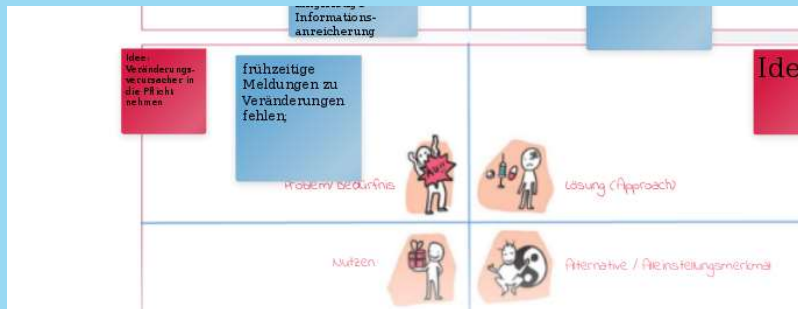 Informations-
anreicherung
Idee:
Veränderungs-
verursacher in
die Pflicht
nehmen
frühzeitige
Meldungen zu
Veränderungen
fehlen;
Ide
Problem/Bedürfnis
Lösung (Approach)
Nutzen
Alternative / Alleinstellungsmerkmal